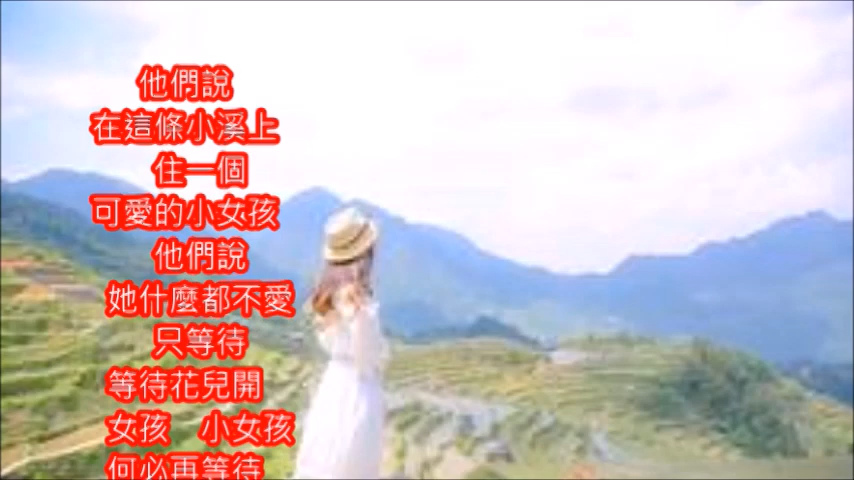 他們說
在這條小溪上
住一個
可愛的小女孩
他們說
她什麼都不愛
只等待
等待花兒開
女孩　小女孩
何必再等待